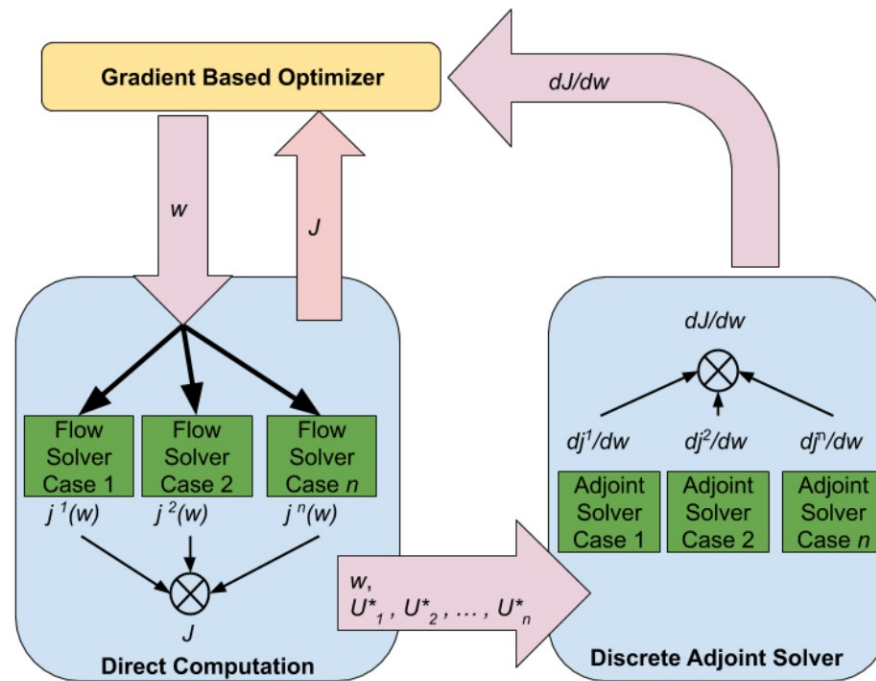 Gradient Based Optimizer
dJ/dw
w
J
dJ/dw
Flow
Solver
Case 1
Flow
Solver
Case 2
Flow
Solver
Case n
j¹(w)
j²(w)
jⁿ(w)
J
Direct Computation
w,
U*₁ , U*₂ , … , U*ₙ
dj¹/dw
dj²/dw
djⁿ/dw
Adjoint
Solver
Case 1
Adjoint
Solver
Case 2
Adjoint
Solver
Case n
Discrete Adjoint Solver